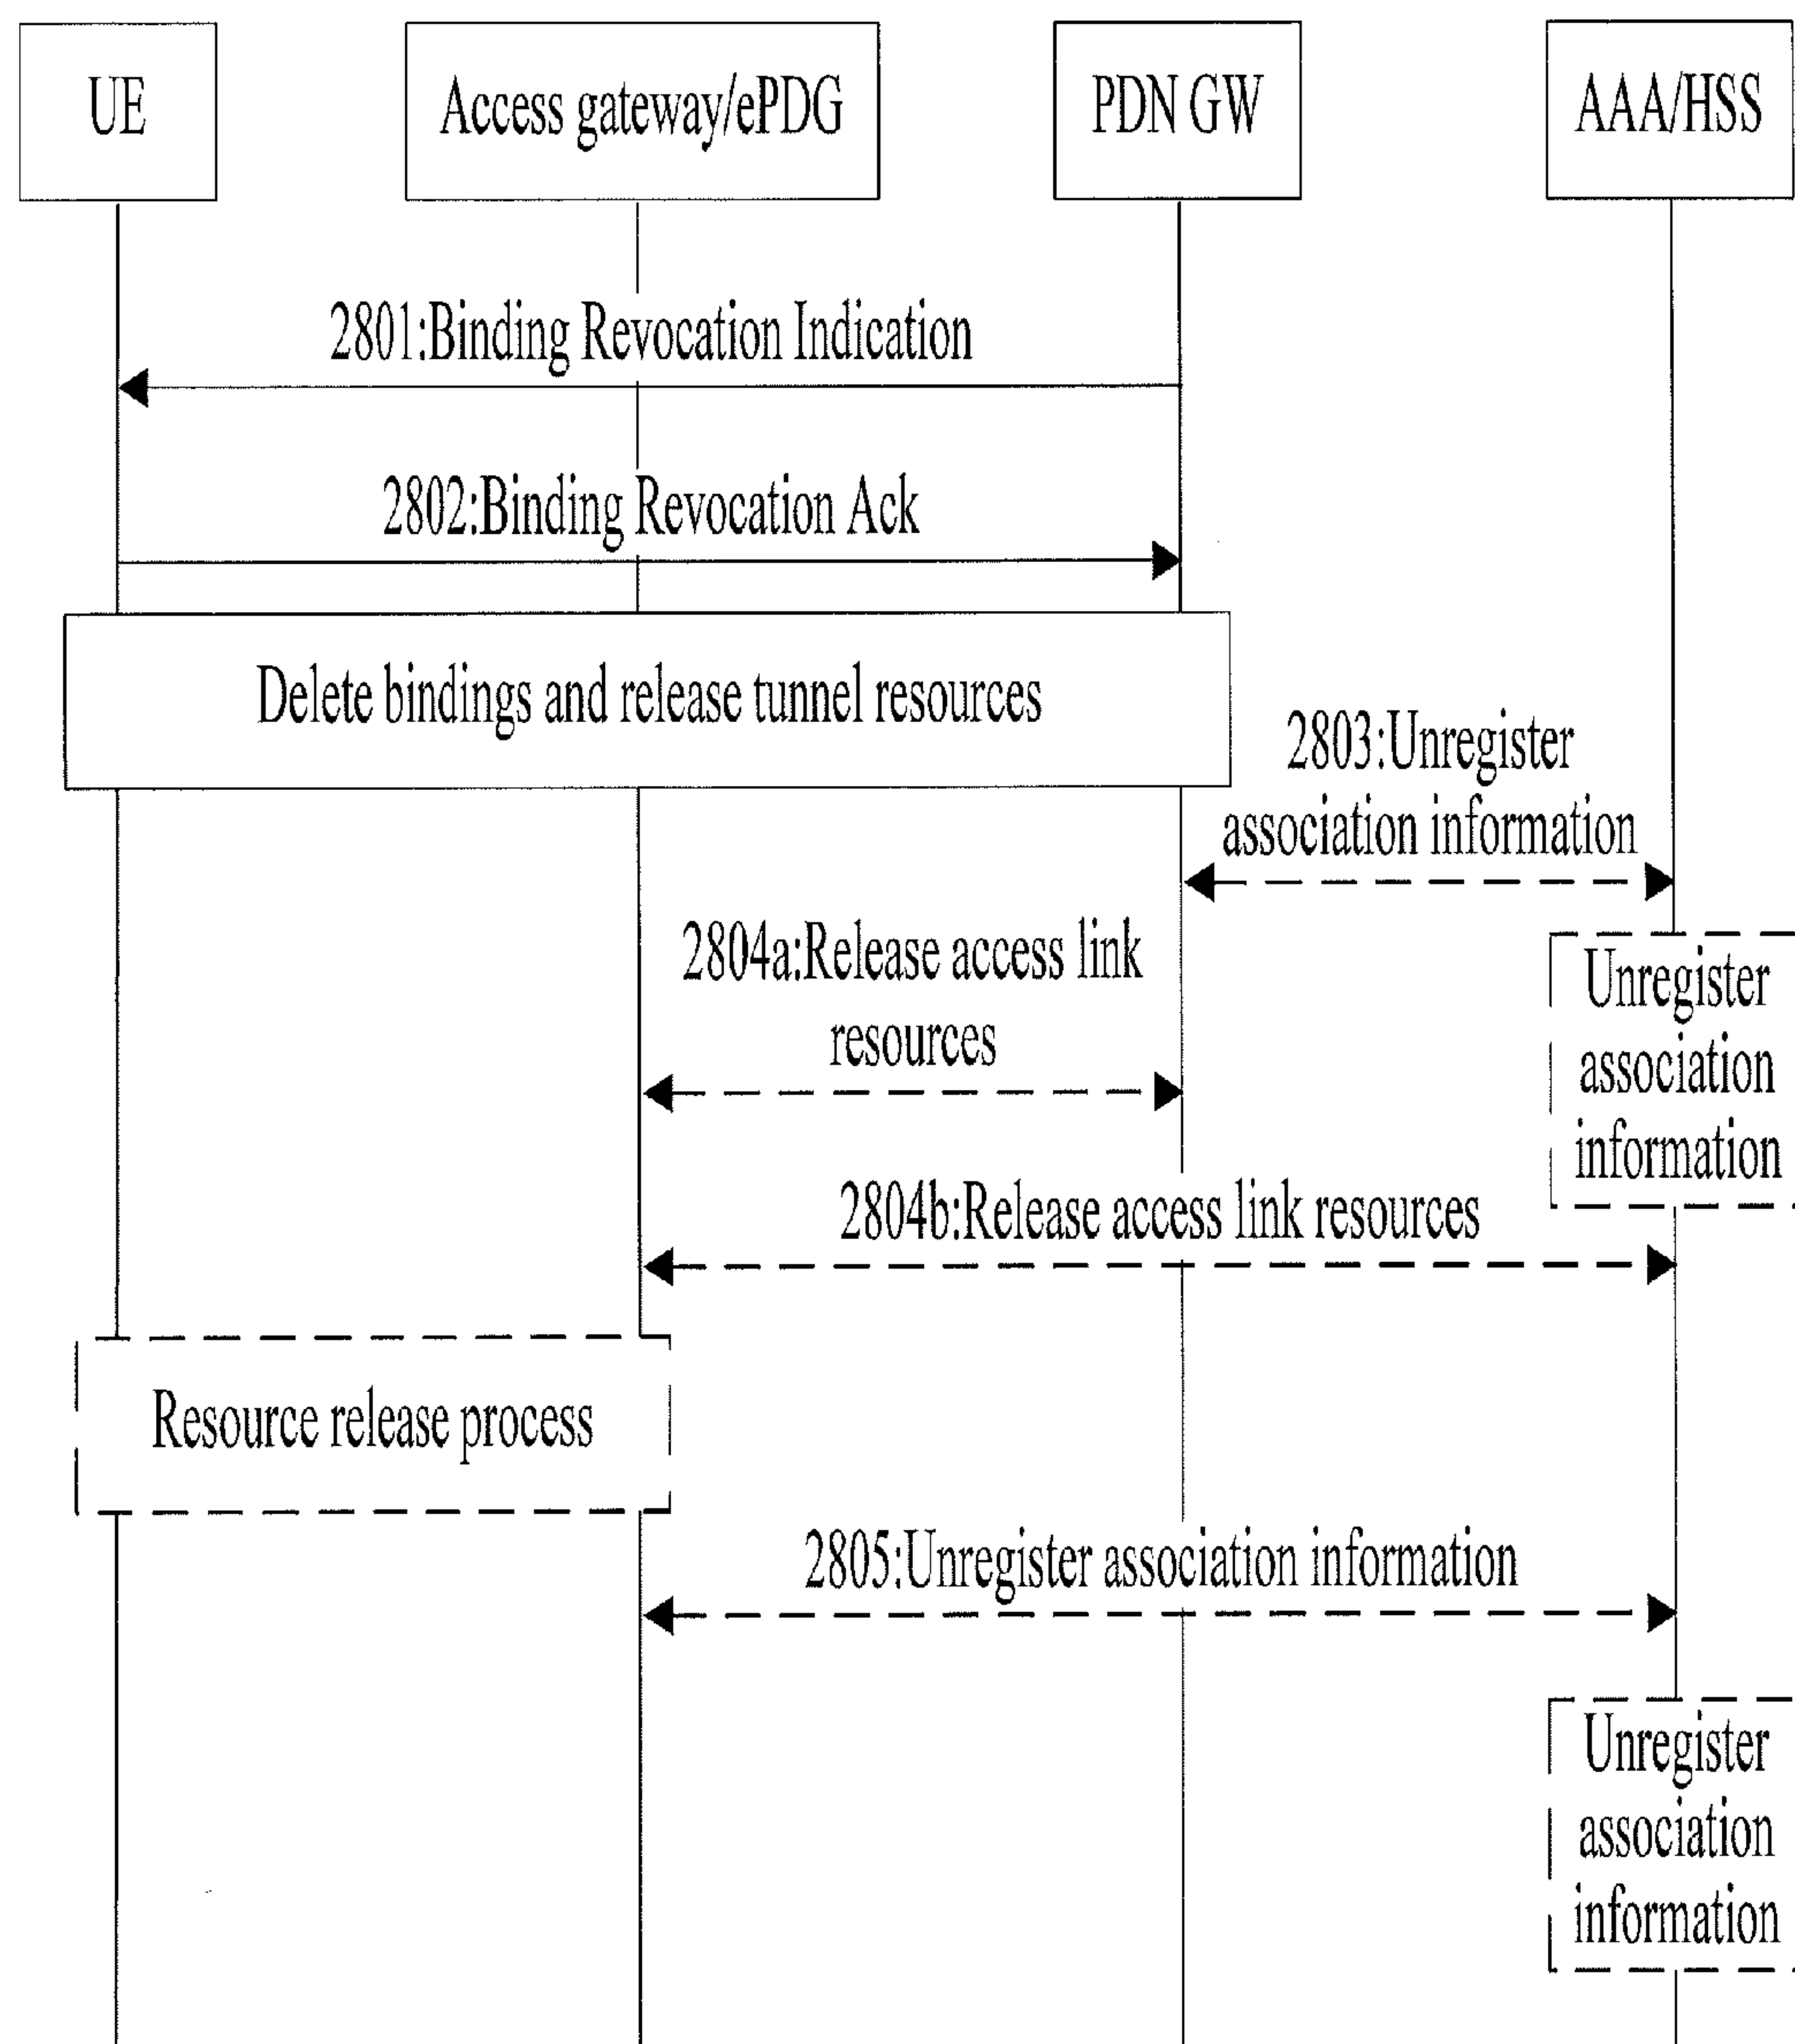 UE
Access gateway/ePDG
PDN GW
AAA/HSS
2801:Binding Revocation Indication
2802:Binding Revocation Ack
Delete bindings and release tunnel resources
2803:Unregister
association information
2804a:Release access link
resources
Unregister
association
information
2804b:Release access link resources
Resource release process
2805:Unregister association information
Unregister
association
information